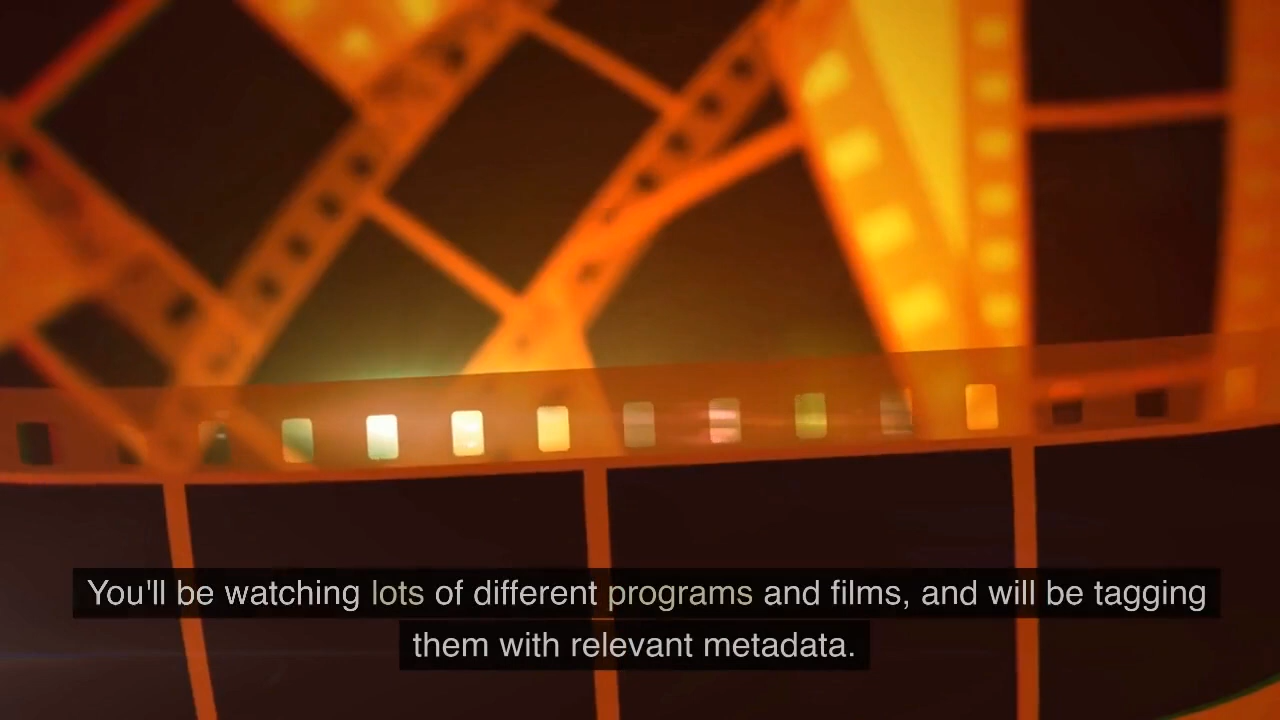 You'll be watching lots of different programs and films, and will be tagging
them with relevant metadata.